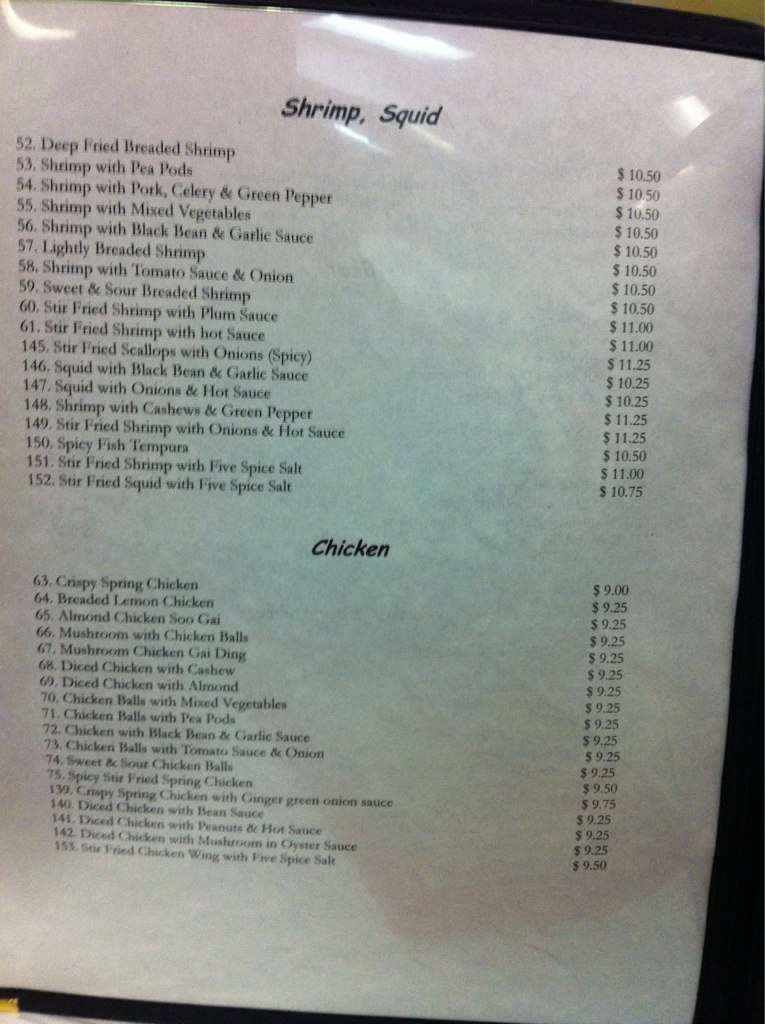 Shrimp, Squid
52. Deep Fried Breaded Shrimp $ 10.50
53. Shrimp with Pea Pods $ 10.50
54. Shrimp with Pork, Celery & Green Pepper $ 10.50
55. Shrimp with Mixed Vegetables $ 10.50
56. Shrimp with Black Bean & Garlic Sauce $ 10.50
57. Lightly Breaded Shrimp $ 10.50
58. Shrimp with Tomato Sauce & Onion $ 10.50
59. Sweet & Sour Breaded Shrimp $ 10.50
60. Stir Fried Shrimp with Plum Sauce $ 11.00
61. Stir Fried Shrimp with hot Sauce $ 11.00
145. Stir Fried Scallops with Onions (Spicy) $ 11.25
146. Squid with Black Bean & Garlic Sauce $ 10.25
147. Squid with Onions & Hot Sauce $ 10.25
148. Shrimp with Cashews & Green Pepper $ 11.25
149. Stir Fried Shrimp with Onions & Hot Sauce $ 11.25
150. Spicy Fish Tempura $ 10.50
151. Stir Fried Shrimp with Five Spice Salt $ 11.00
152. Stir Fried Squid with Five Spice Salt $ 10.75
Chicken
63. Crispy Spring Chicken $ 9.00
64. Breaded Lemon Chicken $ 9.25
65. Almond Chicken Soo Gai $ 9.25
66. Mushroom with Chicken Balls $ 9.25
67. Mushroom Chicken Gai Ding $ 9.25
68. Diced Chicken with Cashew $ 9.25
69. Diced Chicken with Almond $ 9.25
70. Chicken Balls with Mixed Vegetables $ 9.25
71. Chicken Balls with Pea Pods $ 9.25
72. Chicken with Black Bean & Garlic Sauce $ 9.25
73. Chicken Balls with Tomato Sauce & Onion $ 9.25
74. Sweet & Sour Chicken Balls $ 9.25
75. Spicy Stir Fried Spring Chicken $ 9.50
139. Crispy Spring Chicken with Ginger green onion sauce $ 9.75
140. Diced Chicken with Bean Sauce $ 9.25
141. Diced Chicken with Peanuts & Hot Sauce $ 9.25
142. Diced Chicken with Mushroom in Oyster Sauce $ 9.25
153. Stir Fried Chicken Wing with Five Spice Salt $ 9.50